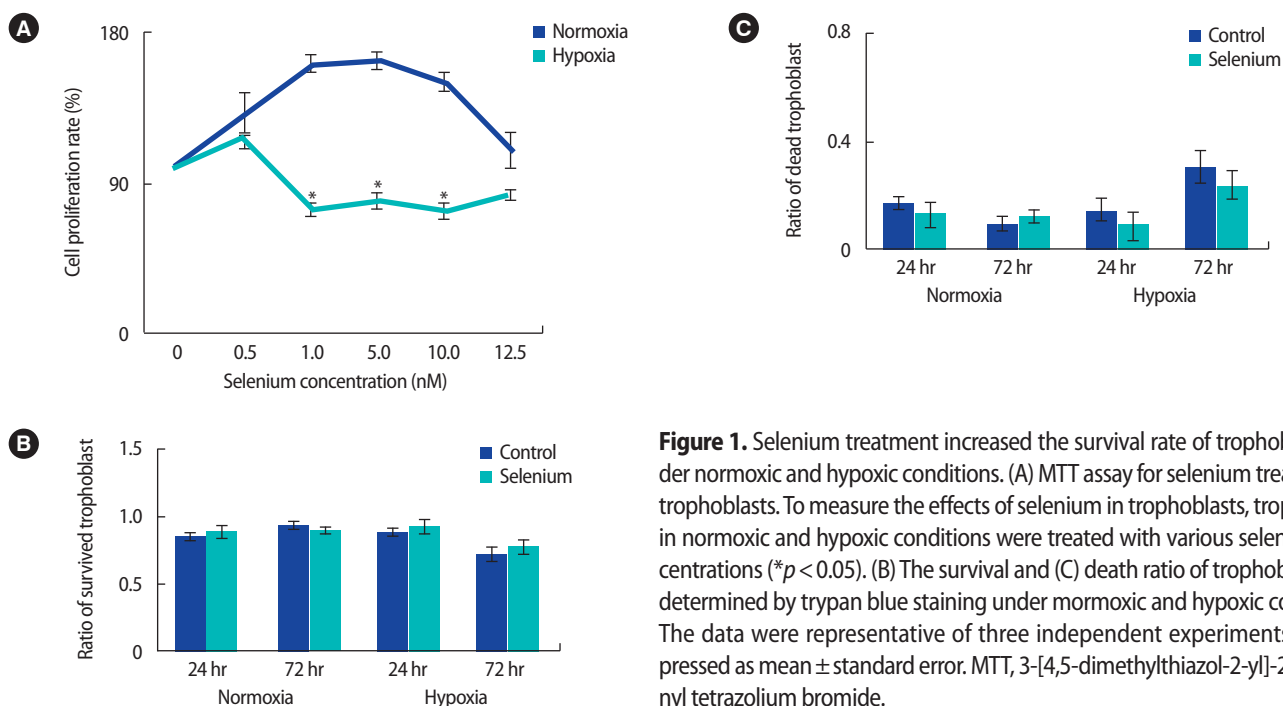 A
180
Normoxia
Hypoxia
Cell proliferation rate (%)
90
* * *
0
0 0.5 1.0 5.0 10.0 12.5
Selenium concentration (nM)
C
0.8
Control
Selenium
Ratio of dead trophoblast
0.4
0
24 hr 72 hr 24 hr 72 hr
Normoxia Hypoxia
B
1.5
Control
Selenium
Ratio of survived trophoblast
1.0
0.5
0
24 hr 72 hr 24 hr 72 hr
Normoxia Hypoxia
Figure 1. Selenium treatment increased the survival rate of trophol
der normoxic and hypoxic conditions. (A) MTT assay for selenium trea
trophoblasts. To measure the effects of selenium in trophoblasts, trop
in normoxic and hypoxic conditions were treated with various selen
centrations (*p < 0.05). (B) The survival and (C) death ratio of trophob
determined by trypan blue staining under mormoxic and hypoxic co
The data were representative of three independent experiments
pressed as mean ± standard error. MTT, 3-[4,5-dimethylthiazol-2-yl]-2
nyl tetrazolium bromide.